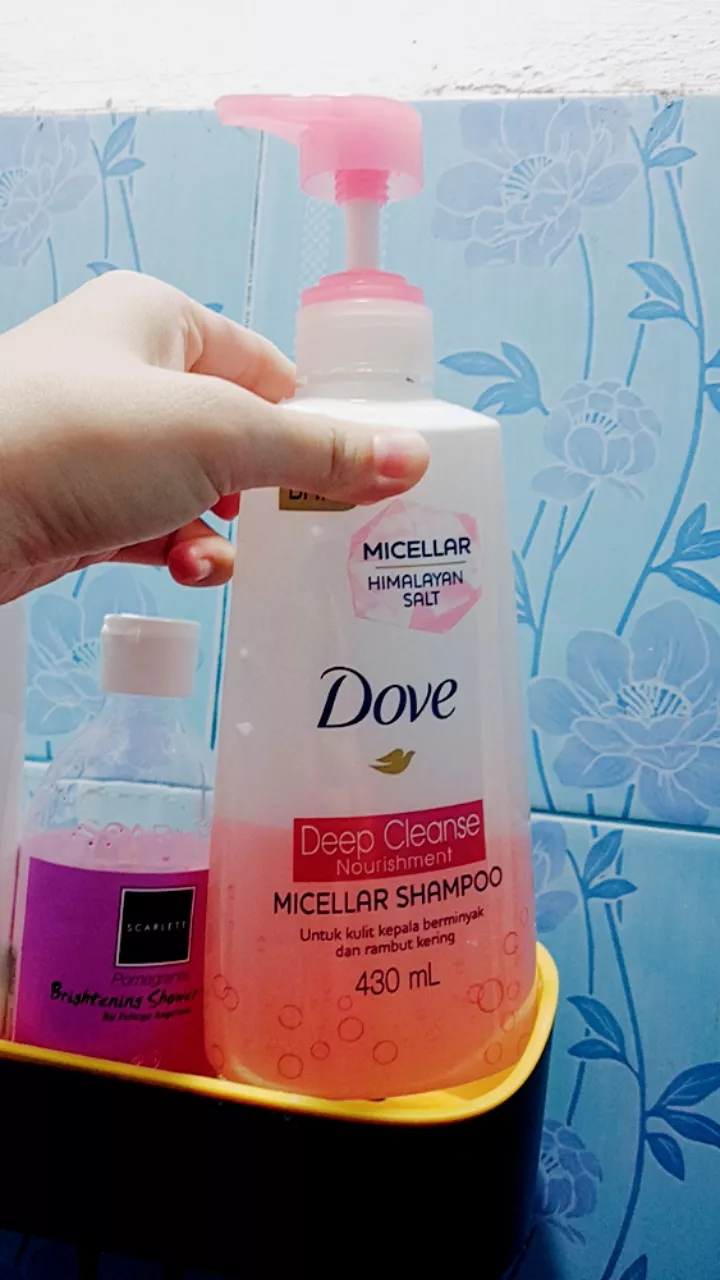 MICELLAR
HIMALAYAN
SALT
Dove
Deep Cleanse
Nourishment
MICELLAR SHAMPOO
Untuk kulit kepala berminyak
dan rambut kering
430 mL
SCARLETT
Brightening Shower